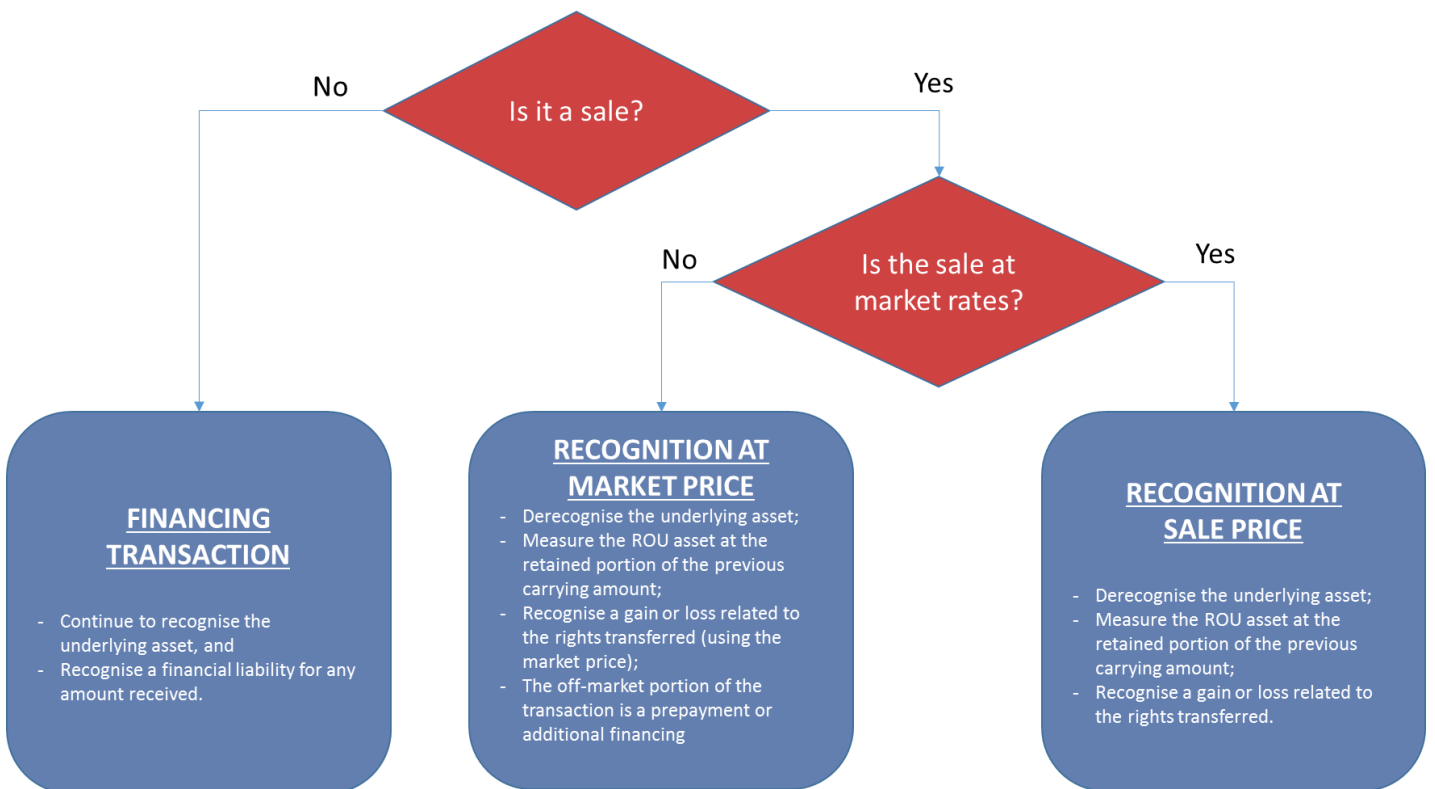 Is it a sale?
No
Yes
Is the sale at
market rates?
No
Yes
FINANCING
TRANSACTION
- Continue to recognise the
underlying asset, and
- Recognise a financial liability for any
amount received.
RECOGNITION AT
MARKET PRICE
- Derecognise the underlying asset;
- Measure the ROU asset at the
retained portion of the previous
carrying amount;
- Recognise a gain or loss related to
the rights transferred (using the
market price);
- The off-market portion of the
transaction is a prepayment or
additional financing
RECOGNITION AT
SALE PRICE
- Derecognise the underlying asset;
- Measure the ROU asset at the
retained portion of the previous
carrying amount;
- Recognise a gain or loss related to
the rights transferred.